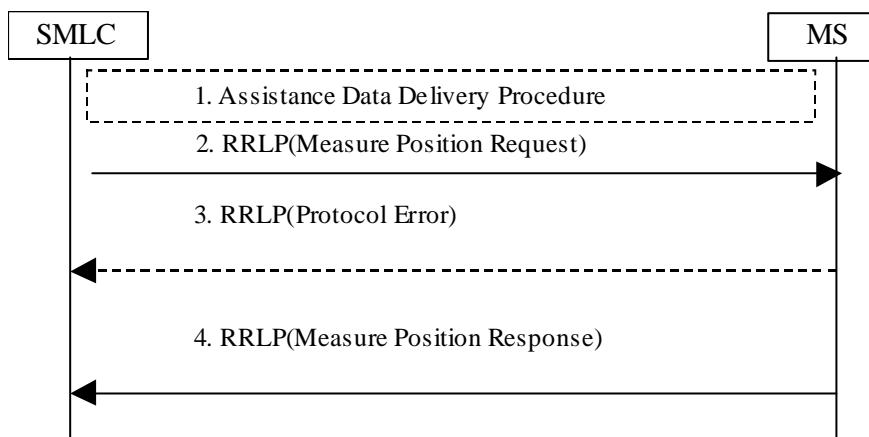 SMLC
MS
1. Assistance Data Delivery Procedure
2. RRLP(Measure Position Request)
3. RRLP(Protocol Error)
4. RRLP(Measure Position Response)